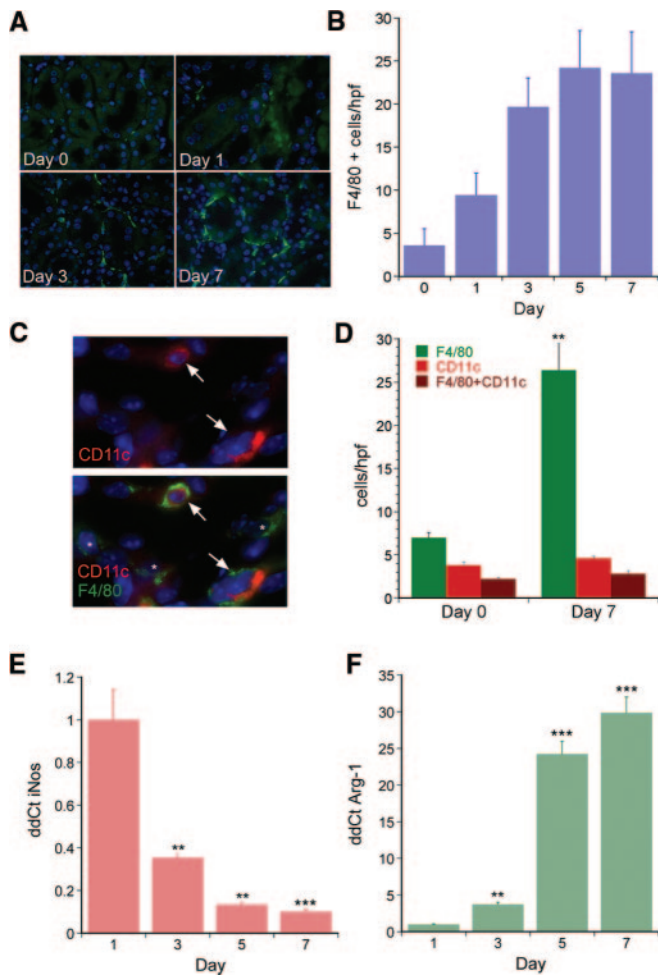 A
Day 0
Day 1
Day 3
Day 7
B
F4/80 + cells/hpf
30
25
20
15
10
5
0
0 1 3 5 7
Day
C
CD11c
CD11c
F4/80
* *
*
D
cells/hpf
30
25
20
15
10
5
0
**
F4/80
CD11c
F4/80+CD11c
Day 0 Day 7
E
ddCt iNos
1.2
1
0.8
0.6
0.4
0.2
0
** ** ***
1 3 5 7
Day
F
ddCt Arg-1
35
30
25
20
15
10
5
0
** *** ***
1 3 5 7
Day